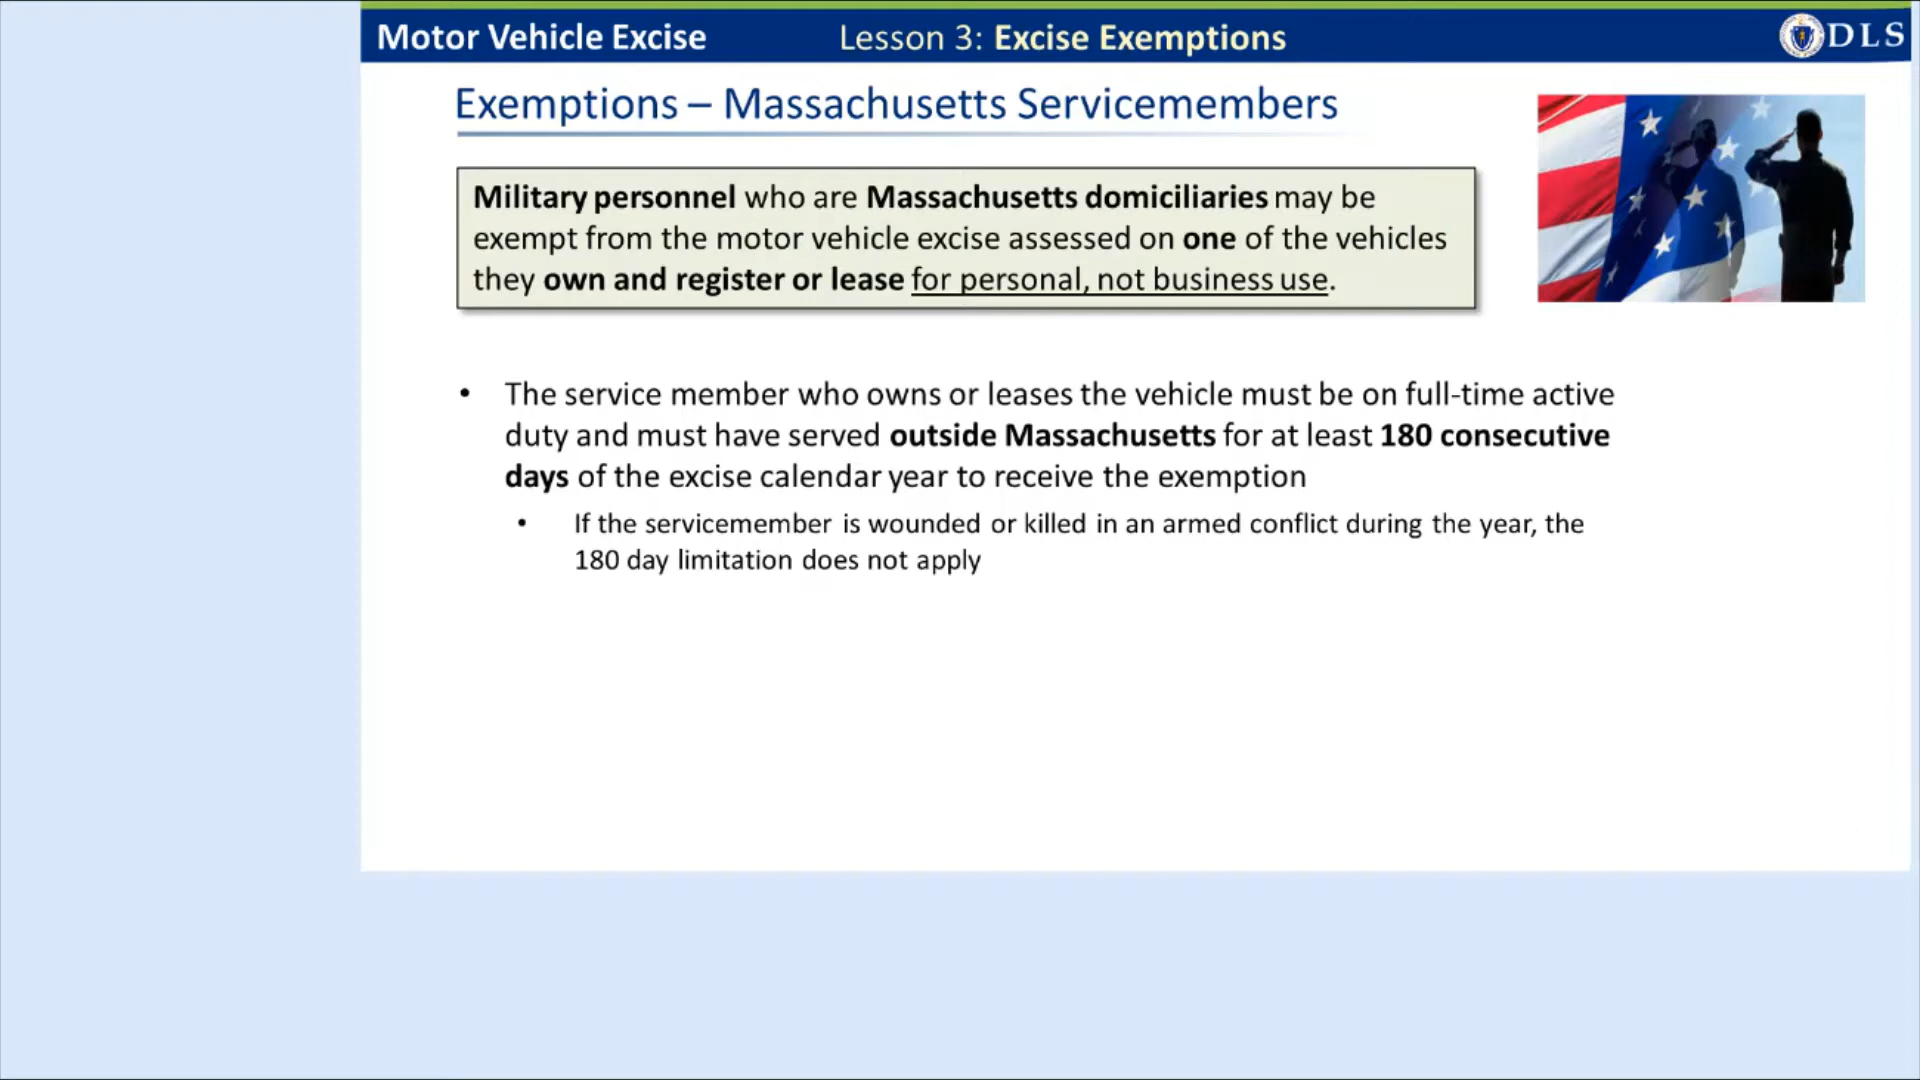 Motor Vehicle Excise
Lesson 3: Excise Exemptions
DLS
Exemptions – Massachusetts Servicemembers
Military personnel who are Massachusetts domiciliaries may be
exempt from the motor vehicle excise assessed on one of the vehicles
they own and register or lease for personal, not business use.
• The service member who owns or leases the vehicle must be on full-time active
duty and must have served outside Massachusetts for at least 180 consecutive
days of the excise calendar year to receive the exemption
• If the servicemember is wounded or killed in an armed conflict during the year, the
180 day limitation does not apply